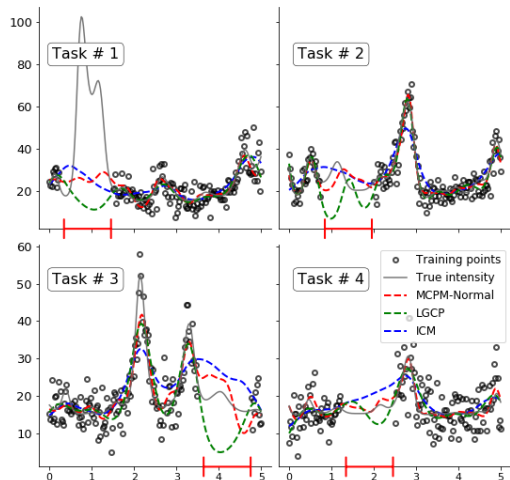 Task # 1
Task # 2
100
80
60
40
20
Task # 3
Task # 4
60
50
40
30
20
10
Training points
True intensity
MCPM-Normal
LGCP
ICM
0 1 2 3 4 5
0 1 2 3 4 5